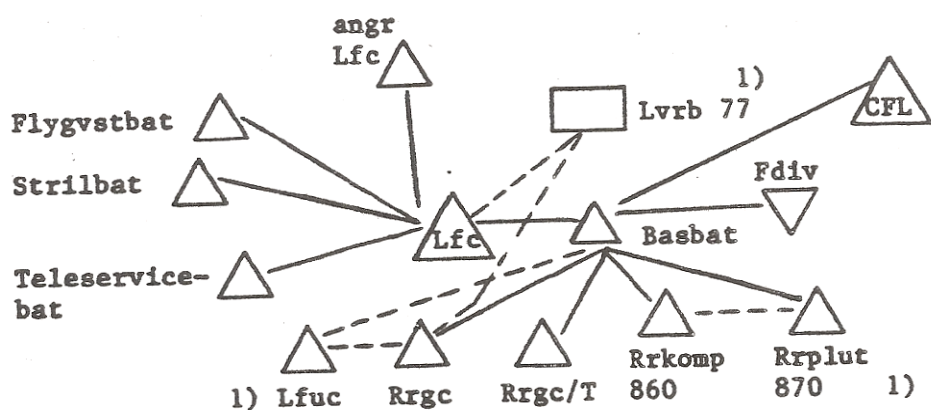 angr
Lfc
1)
Lvrb 77
CFL
Flygvstbat
Fdiv
Strilbat
Lfc
Basbat
Teleservice-
bat
1) Lfuc
Rrgc
Rrgc/T
Rrkomp
860
Rrplut
870 1)